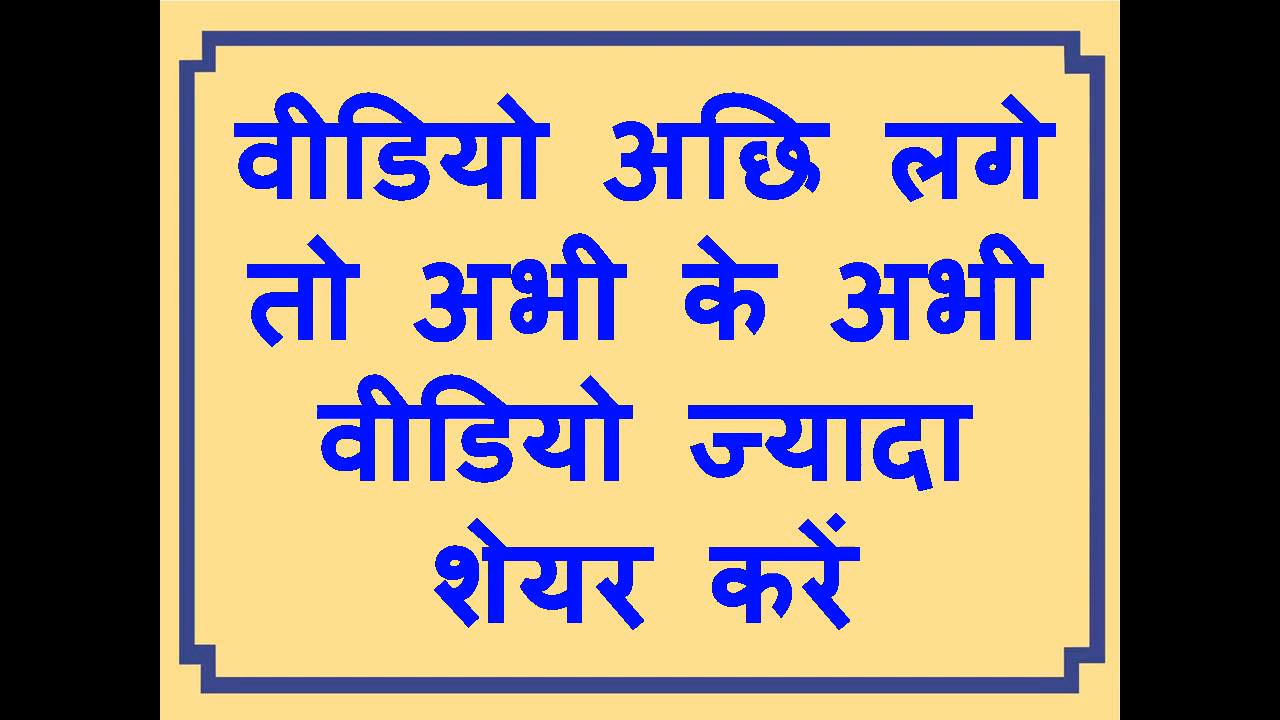 वीडियो अछि लगे
तो अभी के अभी
वीडियो ज्यादा
शेयर करें